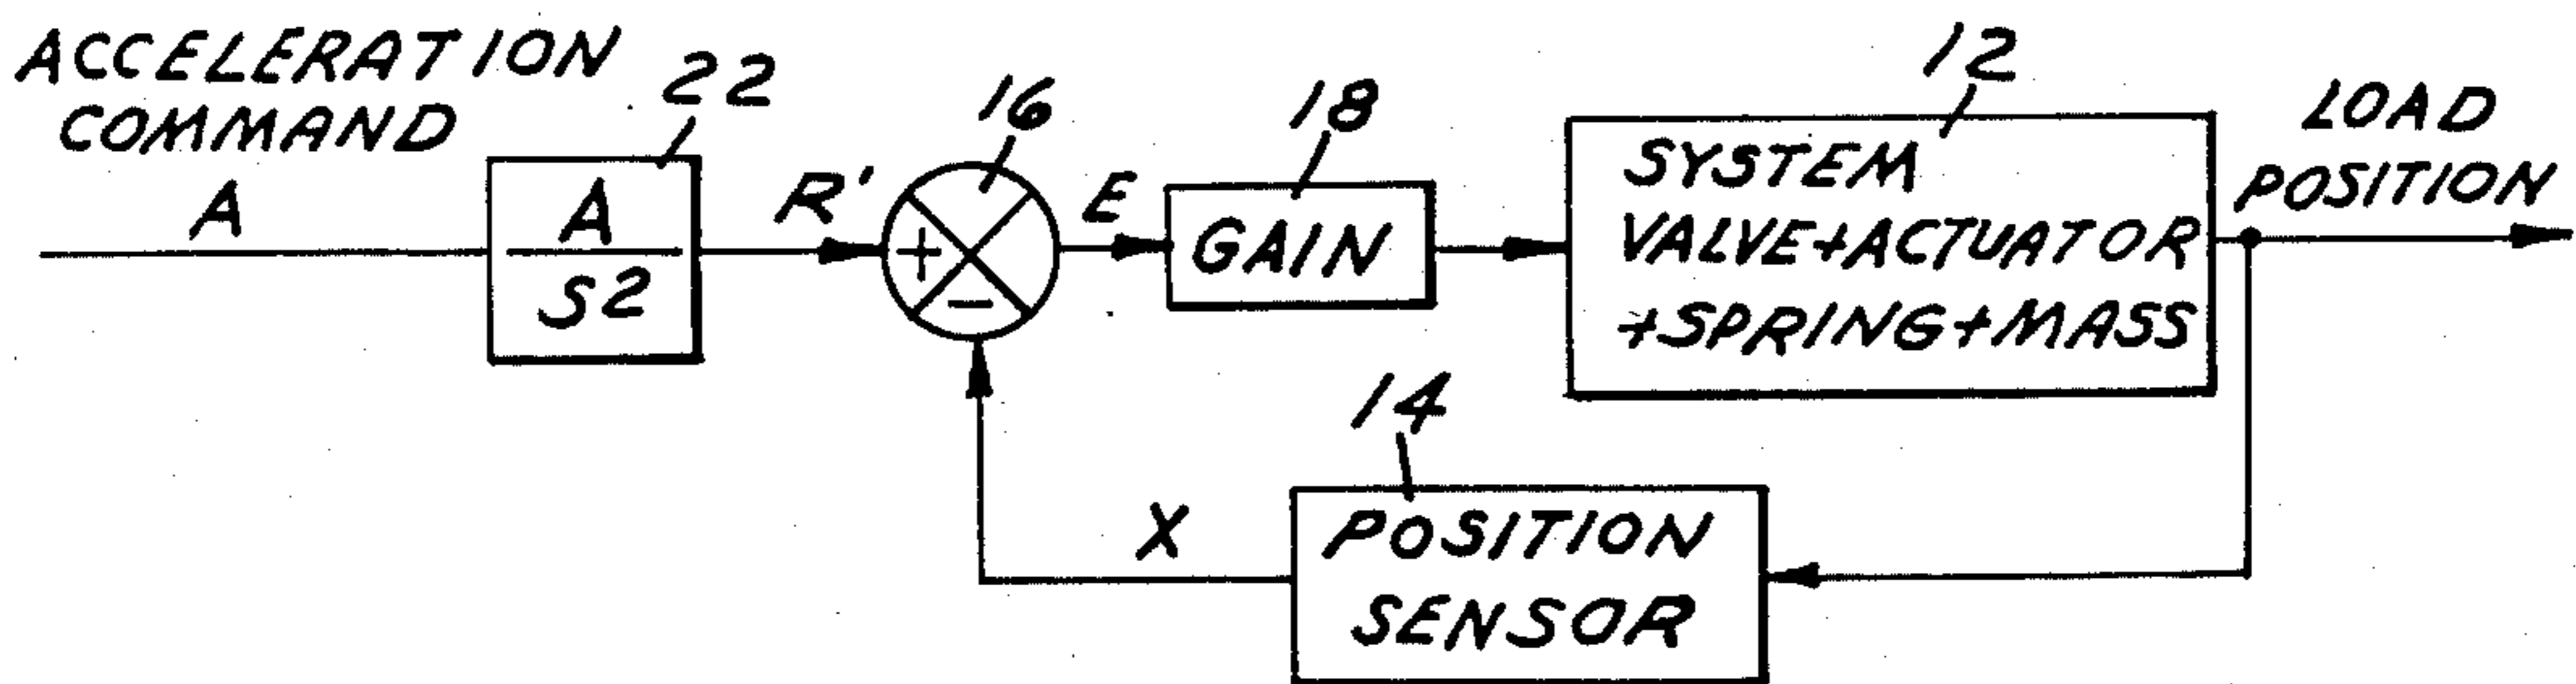 ACCELERATION
COMMAND
22
16
18
12
LOAD
POSITION
A
A
S2
R'
+
-
E
GAIN
SYSTEM
VALVE+ACTUATOR
+SPRING+MASS
14
X
POSITION
SENSOR